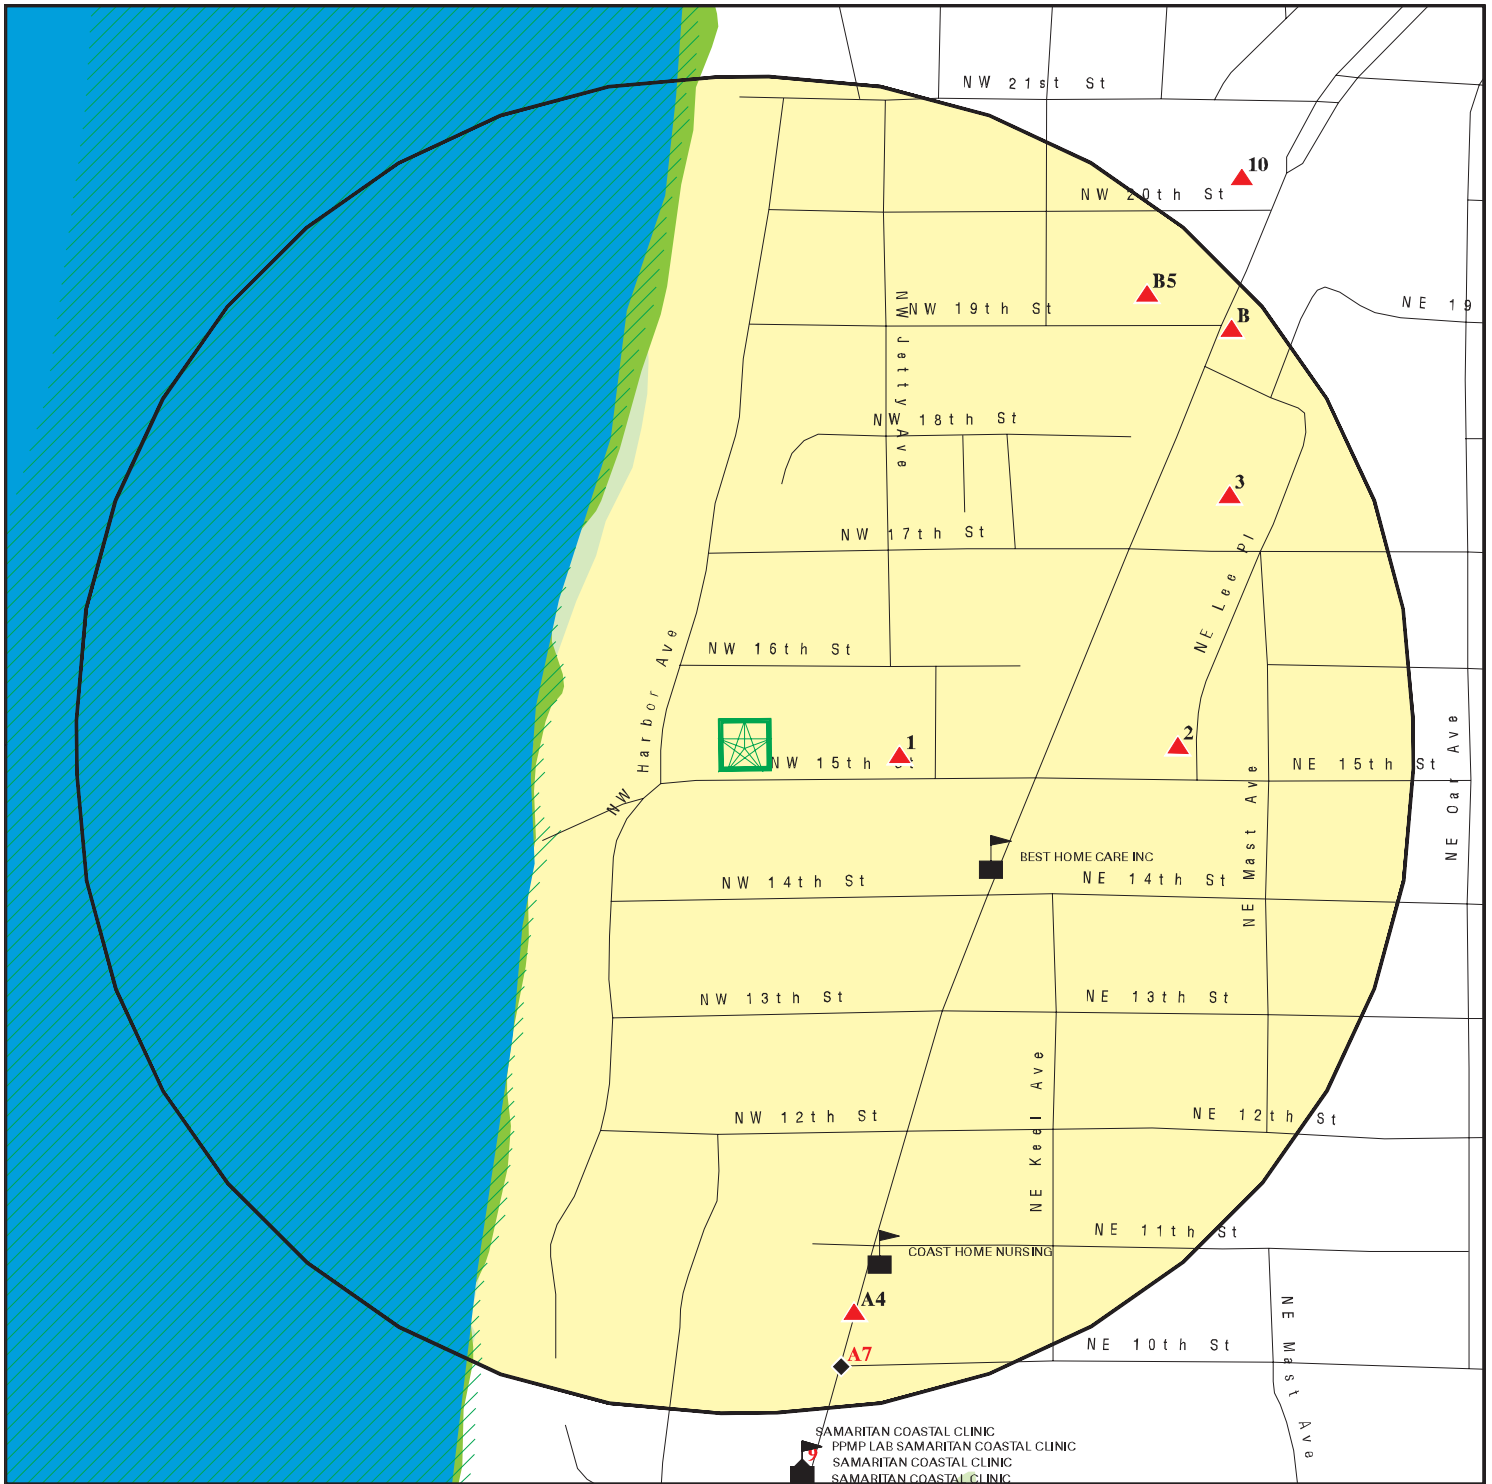 NW 21st St
10
NW 20th St
B5
NE 19
NW 19th St
B
NW Jetty Ave
NW 18th St
3
NW 17th St
NE Lee Pl
NW 16th St
NW Harbor Ave
1
2
NW 15th St
NE 15th St
NE Oar Ave
NE Mast Ave
BEST HOME CARE INC
NW 14th St
NE 14th St
NW 13th St
NE 13th St
NE Keel Ave
NW 12th St
NE 12th St
NE 11th St
COAST HOME NURSING
A4
NE Mast Ave
A7
NE 10th St
SAMARITAN COASTAL CLINIC
9
PPMP LAB SAMARITAN COASTAL CLINIC
SAMARITAN COASTAL CLINIC
SAMARITAN COASTAL CLINIC